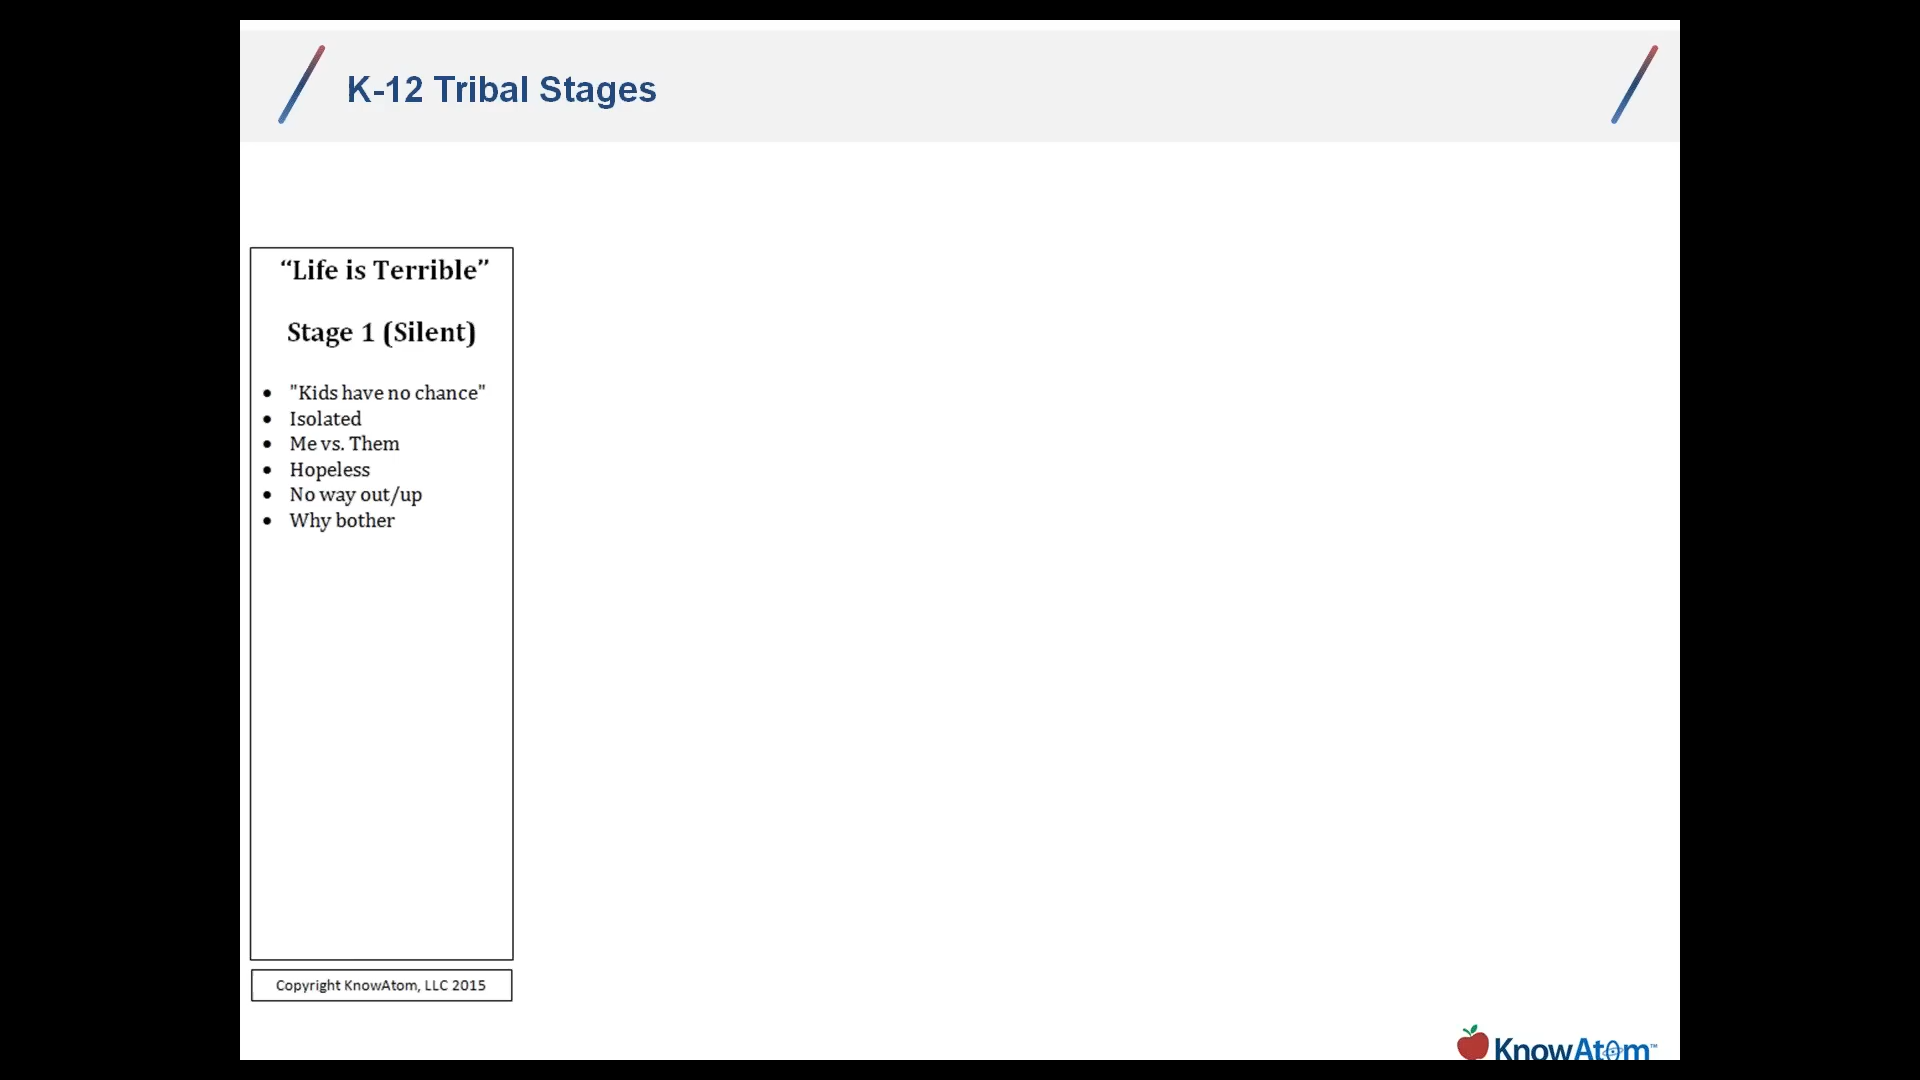 K-12 Tribal Stages
“Life is Terrible”
Stage 1 (Silent)
• "Kids have no chance"
• Isolated
• Me vs. Them
• Hopeless
• No way out/up
• Why bother
Copyright KnowAtom, LLC 2015
KnowAtom™